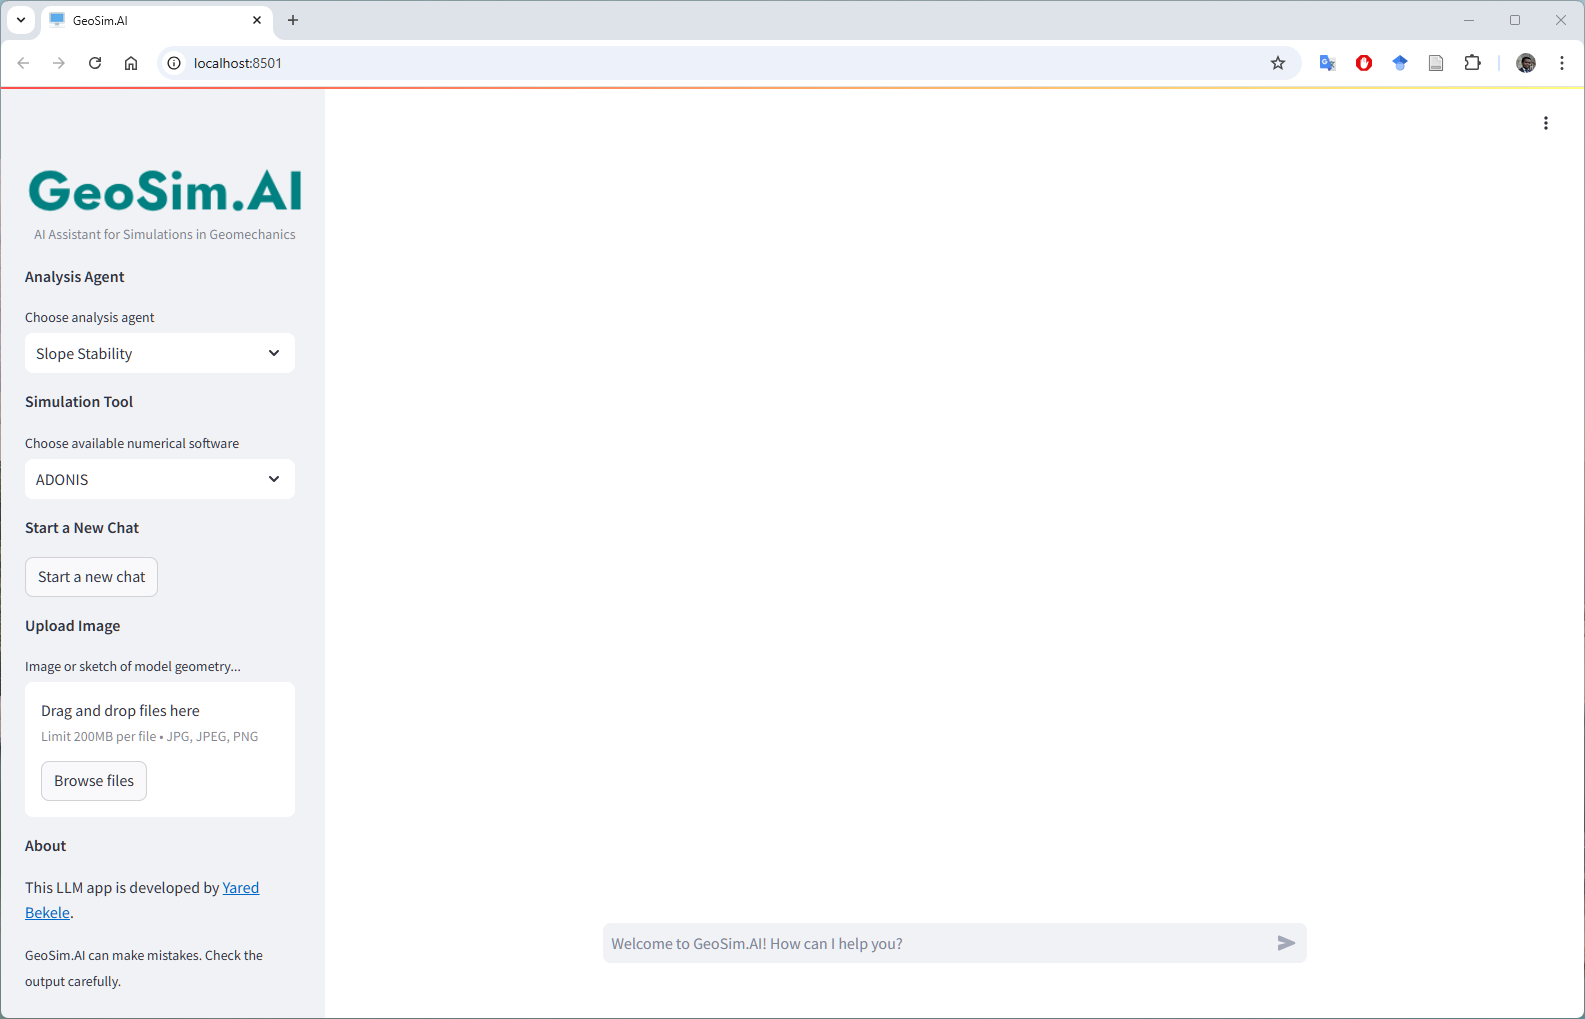 GeoSim.AI
localhost:8501
GeoSim.AI
AI Assistant for Simulations in Geomechanics
Analysis Agent
Choose analysis agent
Slope Stability
Simulation Tool
Choose available numerical software
ADONIS
Start a New Chat
Start a new chat
Upload Image
Image or sketch of model geometry...
Drag and drop files here
Limit 200MB per file • JPG, JPEG, PNG
Browse files
About
This LLM app is developed by Yared
Bekele.
GeoSim.AI can make mistakes. Check the
output carefully.
Welcome to GeoSim.AI! How can I help you?